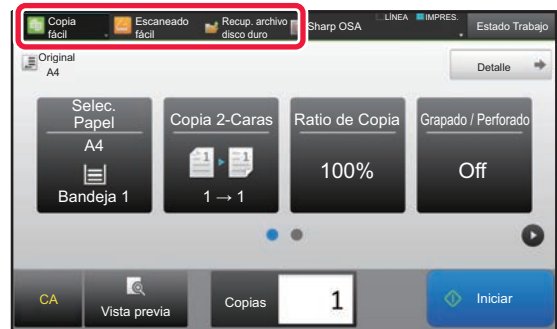 Copia fácil
Escaneado fácil
Recup. archivo disco duro
Sharp OSA
LÍNEA
IMPRES.
Estado Trabajo
Original
A4
Detalle
Selec. Papel
A4
Bandeja 1
Copia 2-Caras
1
1
1 → 1
Ratio de Copia
100%
Grapado / Perforado
Off
CA
Vista previa
Copias
1
Iniciar